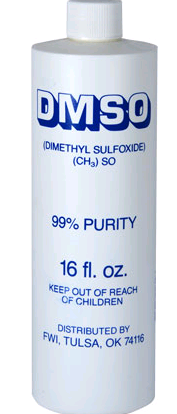 DMSO
(DIMETHYL SULFOXIDE)
(CH₃) SO
99% PURITY
16 fl. oz.
KEEP OUT OF REACH
OF CHILDREN
DISTRIBUTED BY
FWI, TULSA, OK 74116